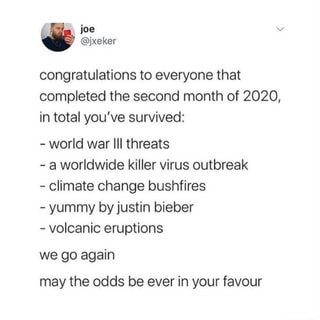 joe
@jxeker
congratulations to everyone that
completed the second month of 2020,
in total you've survived:
- world war III threats
- a worldwide killer virus outbreak
- climate change bushfires
- yummy by justin bieber
- volcanic eruptions
we go again
may the odds be ever in your favour